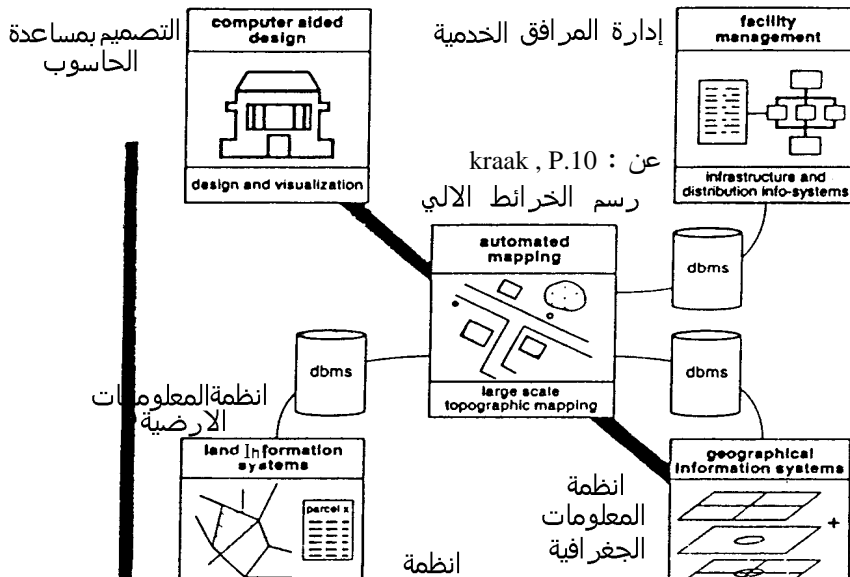 computer aided
design
التصميم بمساعدة
الحاسوب
design and visualization
إدارة المرافق الخدمية
facility
management
infrastructure and
distribution info-systems
عن : kraak , P.10
رسم الخرائط الالي
automated
mapping
large scale
topographic mapping
dbms
dbms
dbms
انظمة المعلومات
الارضية
land Information
systems
parcel x
انظمة
المعلومات
الجغرافية
geographical
information systems
+
انظمة